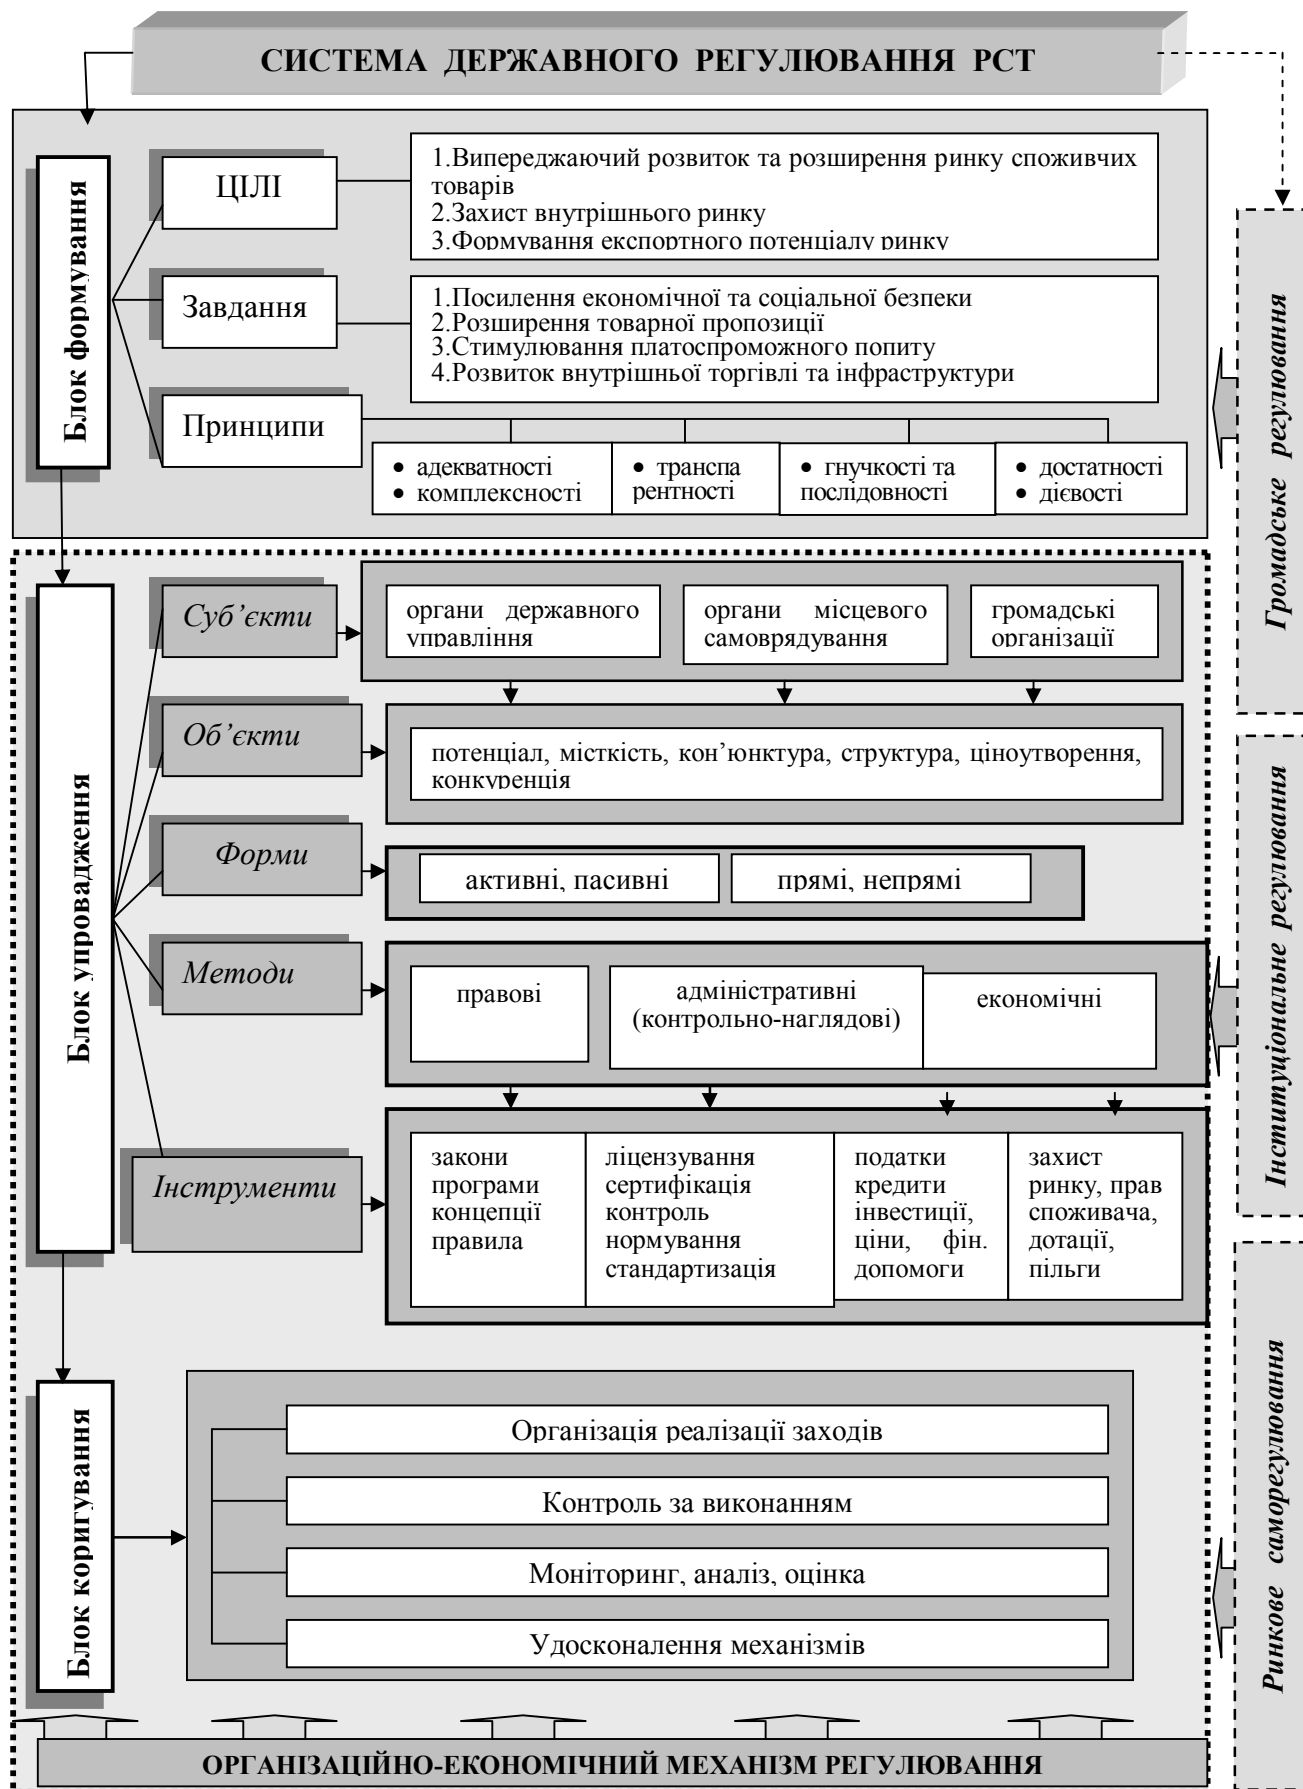 СИСТЕМА ДЕРЖАВНОГО РЕГУЛЮВАННЯ РСТ
Блок формування
ЦІЛІ
1.Випереджаючий розвиток та розширення ринку споживчих
товарів
2.Захист внутрішнього ринку
3.Формування експортного потенціалу ринку
Завдання
1.Посилення економічної та соціальної безпеки
2.Розширення товарної пропозиції
3.Стимулювання платоспроможного попиту
4.Розвиток внутрішньої торгівлі та інфраструктури
Принципи
• адекватності
• комплексності
• транспа
рентності
• гнучкості та
послідовності
• достатності
• дієвості
Громадське регулювання
Блок упровадження
Суб’єкти
органи державного
управління
органи місцевого
самоврядування
громадські
організації
Об’єкти
потенціал, місткість, кон’юнктура, структура, ціноутворення,
конкуренція
Форми
активні, пасивні
прямі, непрямі
Методи
правові
адміністративні
(контрольно-наглядові)
економічні
Інструменти
закони
програми
концепції
правила
ліцензування
сертифікація
контроль
нормування
стандартизація
податки
кредити
інвестиції,
ціни, фін.
допомоги
захист
ринку, прав
споживача,
дотації,
пільги
Інституціональне регулювання
Блок коригування
Організація реалізації заходів
Контроль за виконанням
Моніторинг, аналіз, оцінка
Удосконалення механізмів
Ринкове саморегулювання
ОРГАНІЗАЦІЙНО-ЕКОНОМІЧНИЙ МЕХАНІЗМ РЕГУЛЮВАННЯ